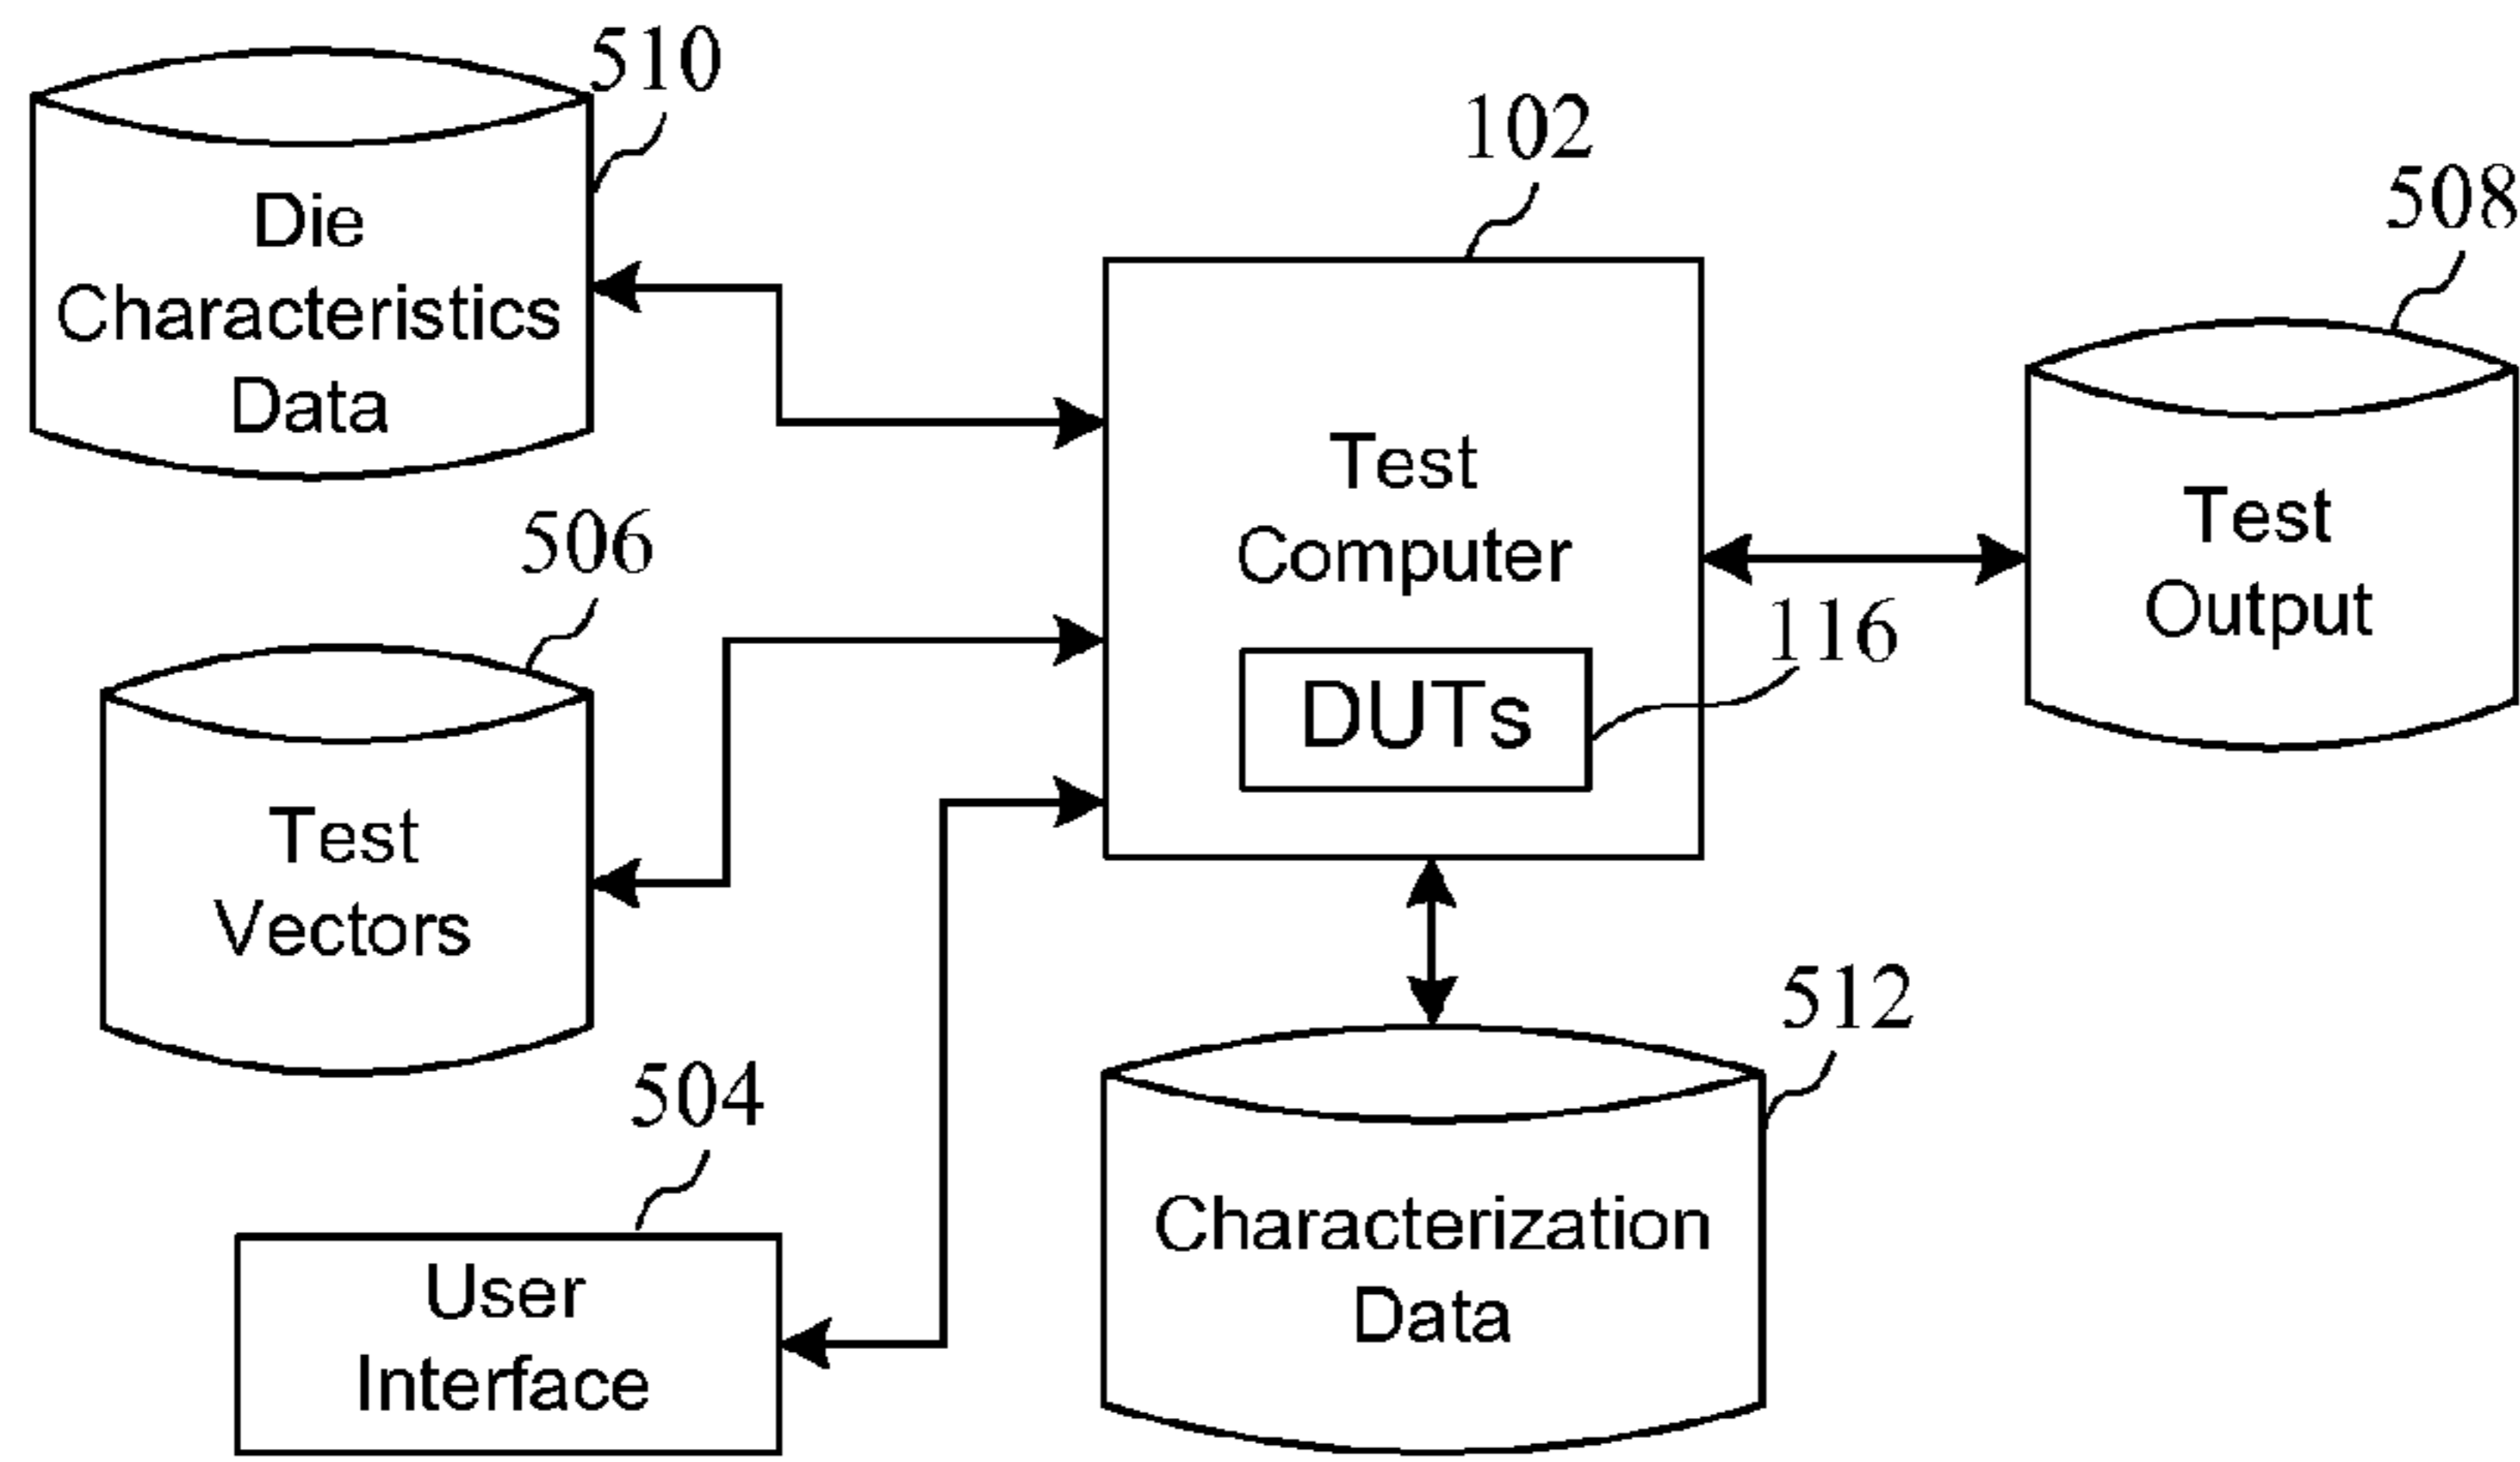 510
Die
Characteristics
Data
102
Test
Computer
116
DUTs
508
Test
Output
506
Test
Vectors
504
User
Interface
512
Characterization
Data